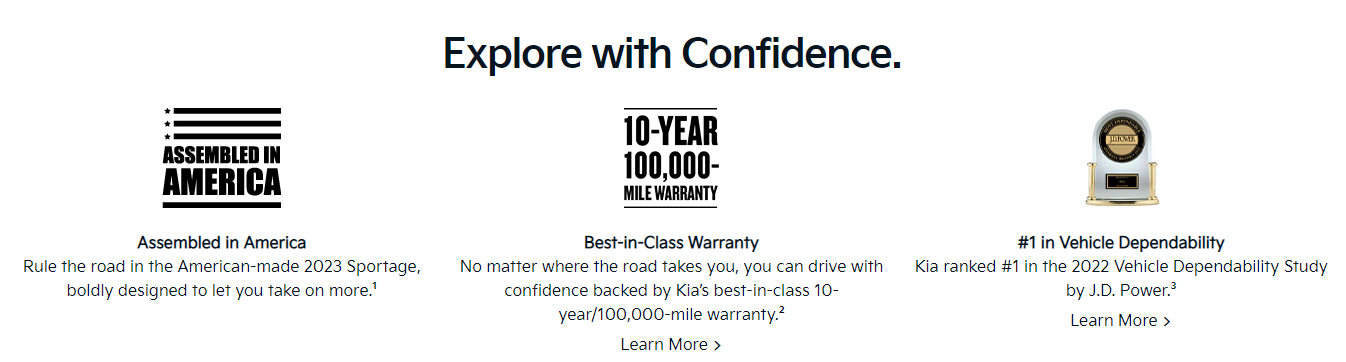 Explore with Confidence.
ASSEMBLED IN
AMERICA
Assembled in America
Rule the road in the American-made 2023 Sportage,
boldly designed to let you take on more.¹
10-YEAR
100,000-
MILE WARRANTY
Best-in-Class Warranty
No matter where the road takes you, you can drive with
confidence backed by Kia’s best-in-class 10-
year/100,000-mile warranty.²
Learn More >
J.D. POWER
#1 in Vehicle Dependability
Kia ranked #1 in the 2022 Vehicle Dependability Study
by J.D. Power.³
Learn More >